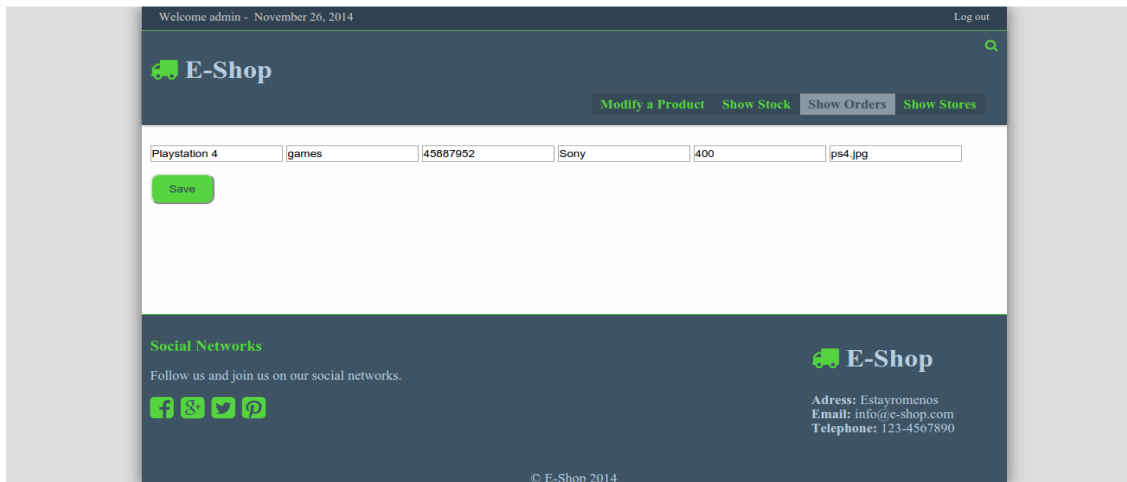 Welcome admin - November 26, 2014 Log out
E-Shop
Modify a Product Show Stock Show Orders Show Stores
Playstation 4 games 45887952 Sony 400 ps4.jpg
Save
Social Networks
Follow us and join us on our social networks.
E-Shop
Adress: Estayromenos
Email: info@e-shop.com
Telephone: 123-4567890
© E-Shop 2014